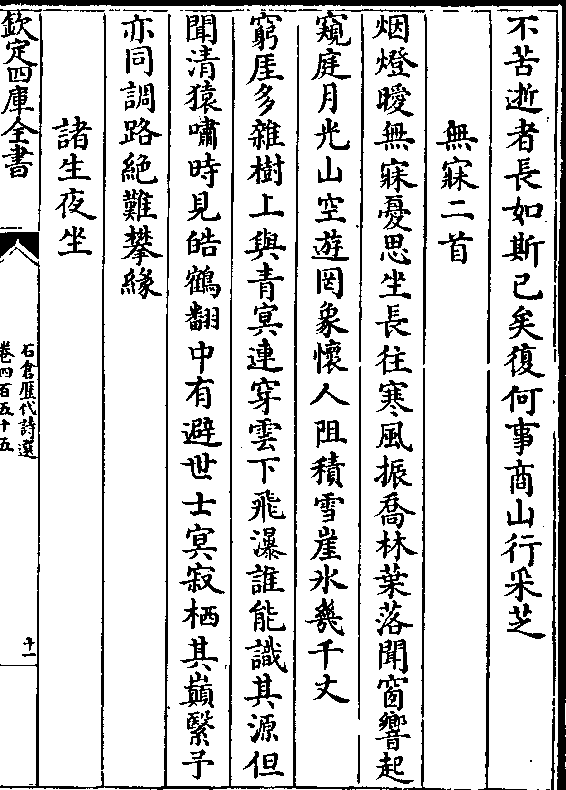 不苦逝者長如斯已矣復何事商山行采芝
無寐二首
烟燈曖無寐憂思坐長往寒風振喬林葉落聞窗響起
窺庭月光山空遊罔象懷人阻積雪崖氷幾千丈
窮厓多雜樹上與青冥連穿雲下飛瀑誰能識其源但
聞清猿嘯時見皓鶴翻中有避世士冥寂栖其巔繄予
亦同調路絶難攀緣
諸生夜坐
欽定四庫全書
石倉歴代詩選
卷四百五十五
十一